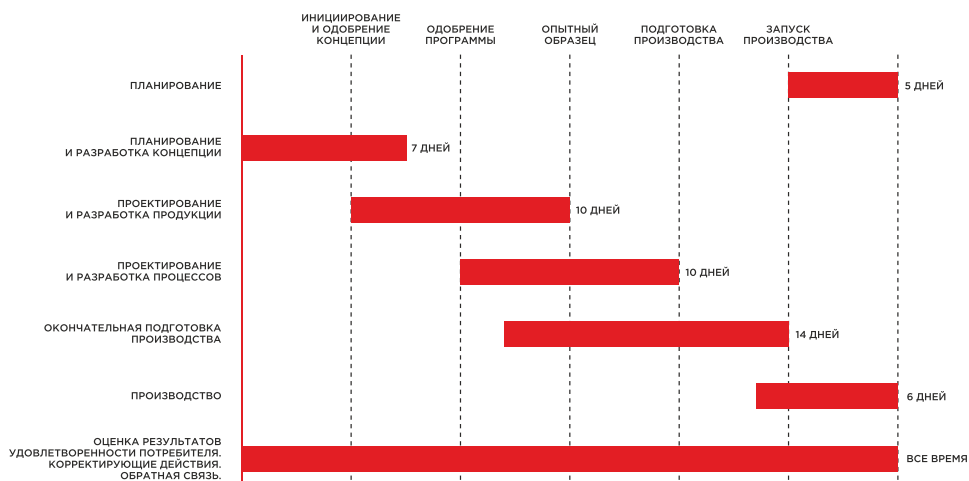 ИНИЦИИРОВАНИЕ
И ОДОБРЕНИЕ
КОНЦЕПЦИИ
ОДОБРЕНИЕ
ПРОГРАММЫ
ОПЫТНЫЙ
ОБРАЗЕЦ
ПОДГОТОВКА
ПРОИЗВОДСТВА
ЗАПУСК
ПРОИЗВОДСТВА
ПЛАНИРОВАНИЕ
5 ДНЕЙ
ПЛАНИРОВАНИЕ
И РАЗРАБОТКА КОНЦЕПЦИИ
7 ДНЕЙ
ПРОЕКТИРОВАНИЕ
И РАЗРАБОТКА ПРОДУКЦИИ
10 ДНЕЙ
ПРОЕКТИРОВАНИЕ
И РАЗРАБОТКА ПРОЦЕССОВ
10 ДНЕЙ
ОКОНЧАТЕЛЬНАЯ ПОДГОТОВКА
ПРОИЗВОДСТВА
14 ДНЕЙ
ПРОИЗВОДСТВО
6 ДНЕЙ
ОЦЕНКА РЕЗУЛЬТАТОВ
УДОВЛЕТВОРЕННОСТИ ПОТРЕБИТЕЛЯ.
КОРРЕКТИРУЮЩИЕ ДЕЙСТВИЯ.
ОБРАТНАЯ СВЯЗЬ.
ВСЕ ВРЕМЯ